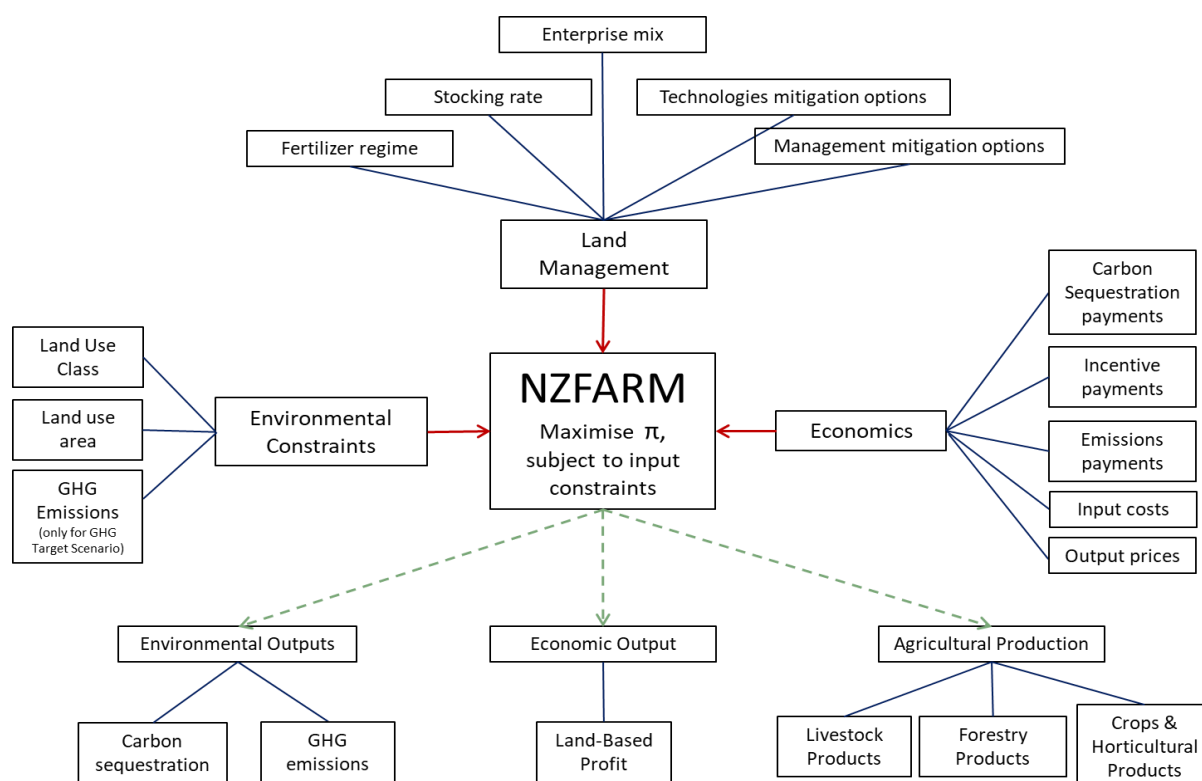 Enterprise mix
Stocking rate
Technologies mitigation options
Fertilizer regime
Management mitigation options
Land
Management
Carbon
Sequestration
payments
Land Use
Class
NZFARM
Maximise π,
subject to input
constraints
Incentive
payments
Land use
area
Environmental
Constraints
Economics
Emissions
payments
GHG
Emissions
(only for GHG
Target Scenario)
Input costs
Output prices
Environmental Outputs
Economic Output
Agricultural Production
Carbon
sequestration
GHG
emissions
Land-Based
Profit
Livestock
Products
Forestry
Products
Crops &
Horticultural
Products